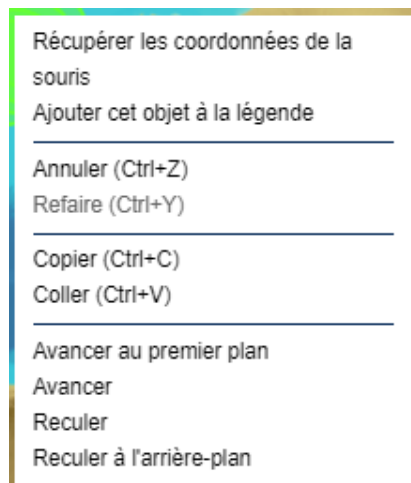 Récupérer les coordonnées de la
souris
Ajouter cet objet à la légende
Annuler (Ctrl+Z)
Refaire (Ctrl+Y)
Copier (Ctrl+C)
Coller (Ctrl+V)
Avancer au premier plan
Avancer
Reculer
Reculer à l'arrière-plan